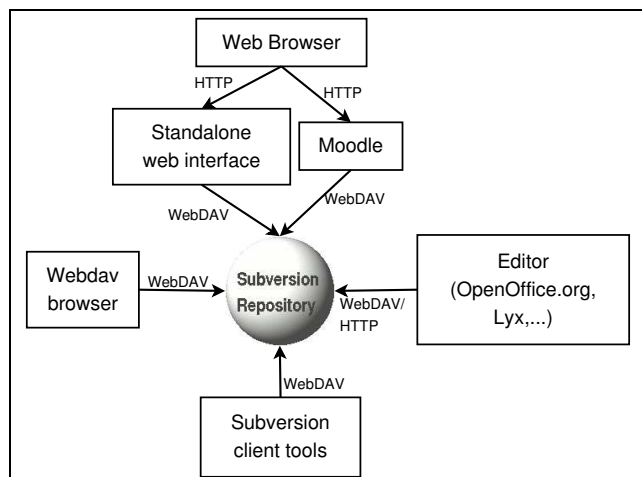 Web Browser
HTTP
HTTP
Standalone
web interface
Moodle
WebDAV
WebDAV
Webdav
browser
WebDAV
Subversion
Repository
WebDAV/
HTTP
Editor
(OpenOffice.org,
Lyx,...)
WebDAV
Subversion
client tools